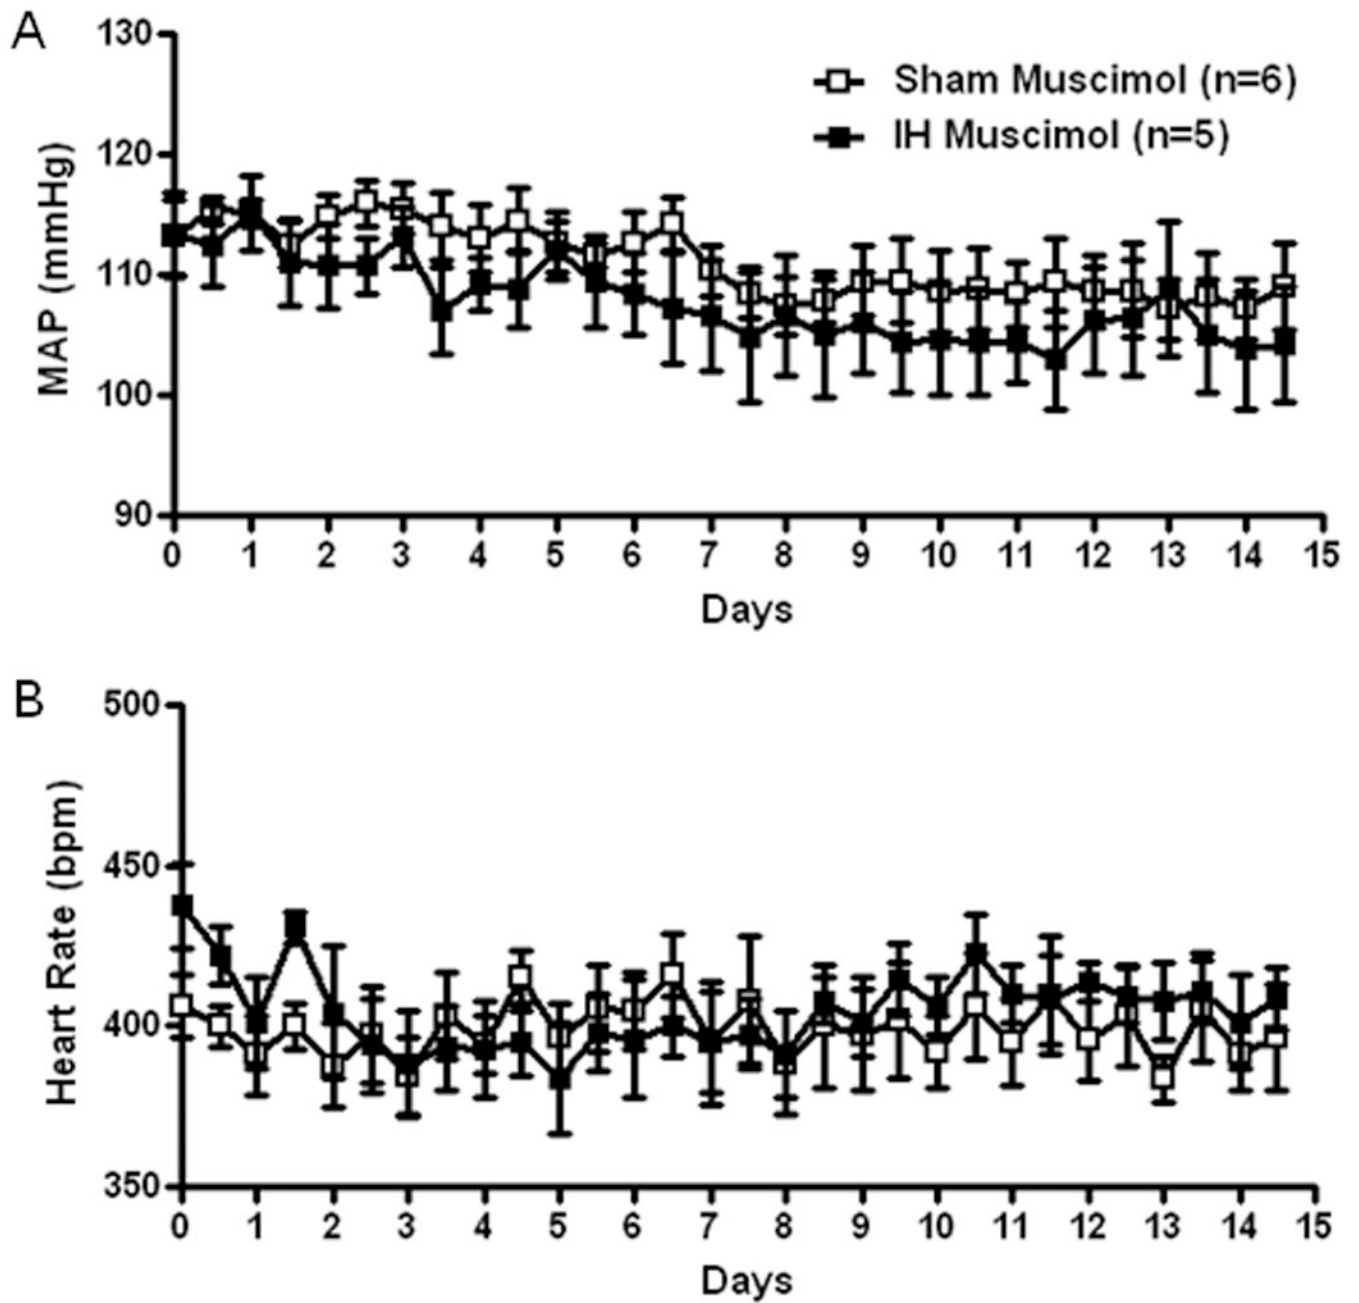 A
130
120
110
100
90
MAP (mmHg)
Sham Muscimol (n=6)
IH Muscimol (n=5)
0 1 2 3 4 5 6 7 8 9 10 11 12 13 14 15
Days
B
500
450
400
350
Heart Rate (bpm)
0 1 2 3 4 5 6 7 8 9 10 11 12 13 14 15
Days